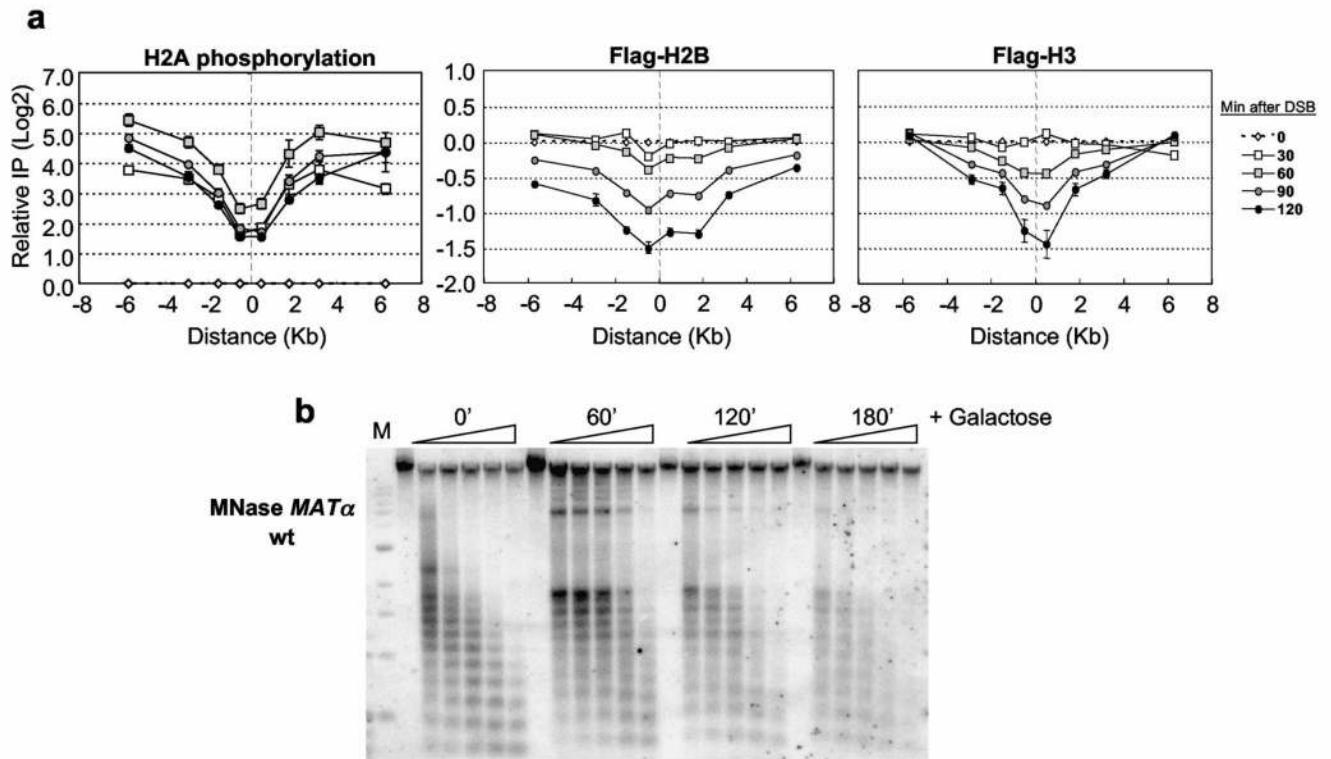 a
H2A phosphorylation
Flag-H2B
Flag-H3
Relative IP (Log2)
7.0
6.0
5.0
4.0
3.0
2.0
1.0
0.0
1.0
0.5
0.0
-0.5
-1.0
-1.5
-2.0
Min after DSB
0
30
60
90
120
-8 -6 -4 -2 0 2 4 6 8
-8 -6 -4 -2 0 2 4 6 8
-8 -6 -4 -2 0 2 4 6 8
Distance (Kb)
Distance (Kb)
Distance (Kb)
b
M
0'
60'
120'
180'
+ Galactose
MNase MATα
wt